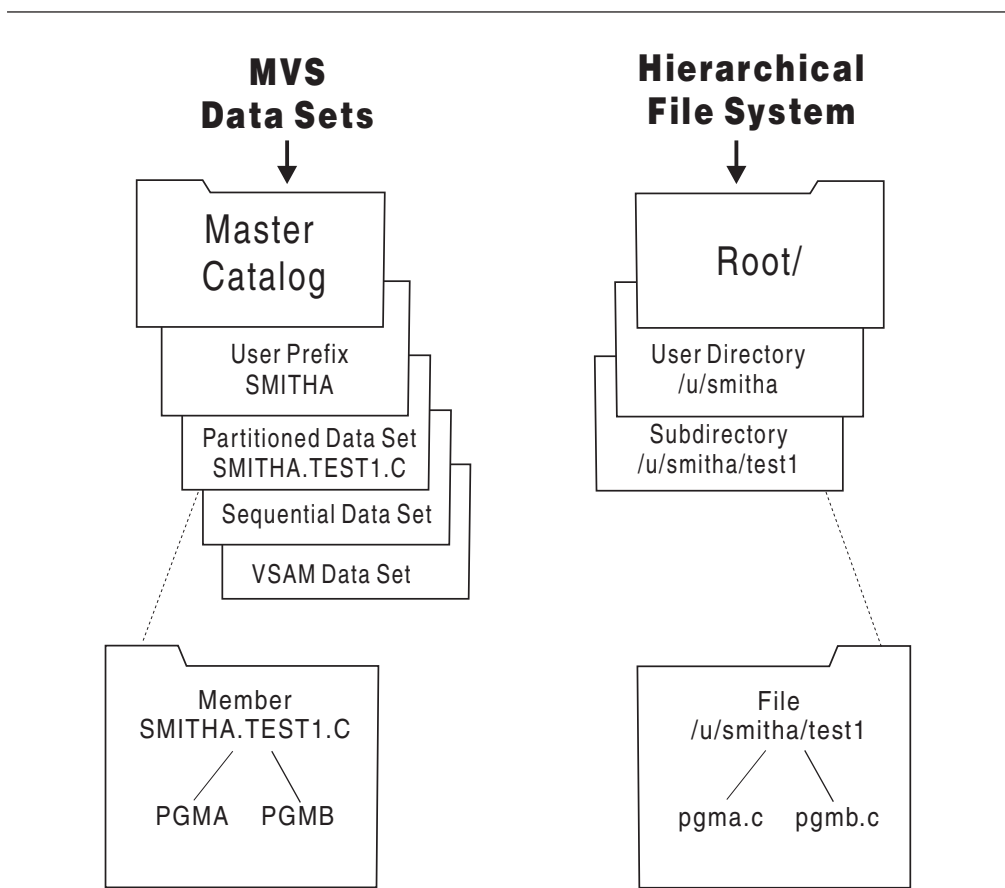 MVS
Data Sets
Master
Catalog
User Prefix
SMITHA
Partitioned Data Set
SMITHA.TEST1.C
Sequential Data Set
VSAM Data Set
Member
SMITHA.TEST1.C
PGMA PGMB
Hierarchical
File System
Root/
User Directory
/u/smitha
Subdirectory
/u/smitha/test1
File
/u/smitha/test1
pgma.c pgmb.c